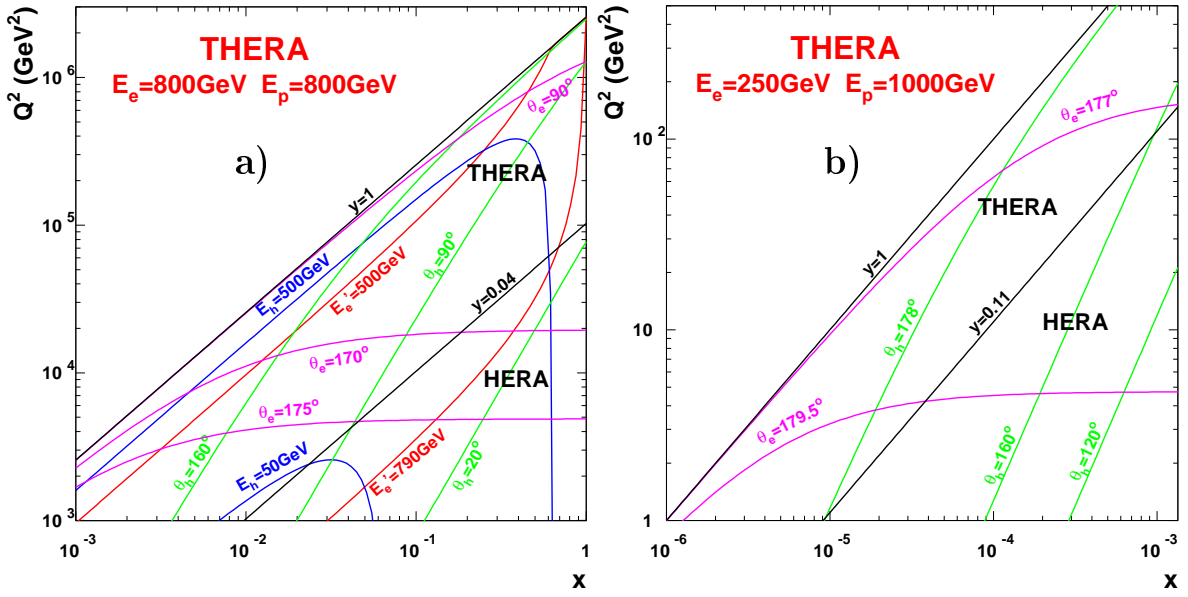 Q² (GeV²)
THERA
E_e=800GeV E_p=800GeV
a)
10⁶
10⁵
10⁴
10³
θ_e=90°
THERA
y=1
θ_h=90°
E_h=500GeV
E_e'=500GeV
y=0.04
θ_e=170°
HERA
θ_e=175°
θ_h=160°
E_h=50GeV
E_e'=790GeV
θ_h=20°
10⁻³
10⁻²
10⁻¹
1
x
Q² (GeV²)
THERA
E_e=250GeV E_p=1000GeV
b)
10²
10
1
θ_e=177°
THERA
y=1
θ_h=178°
y=0.11
HERA
θ_e=179.5°
θ_h=160°
θ_h=120°
10⁻⁶
10⁻⁵
10⁻⁴
10⁻³
x